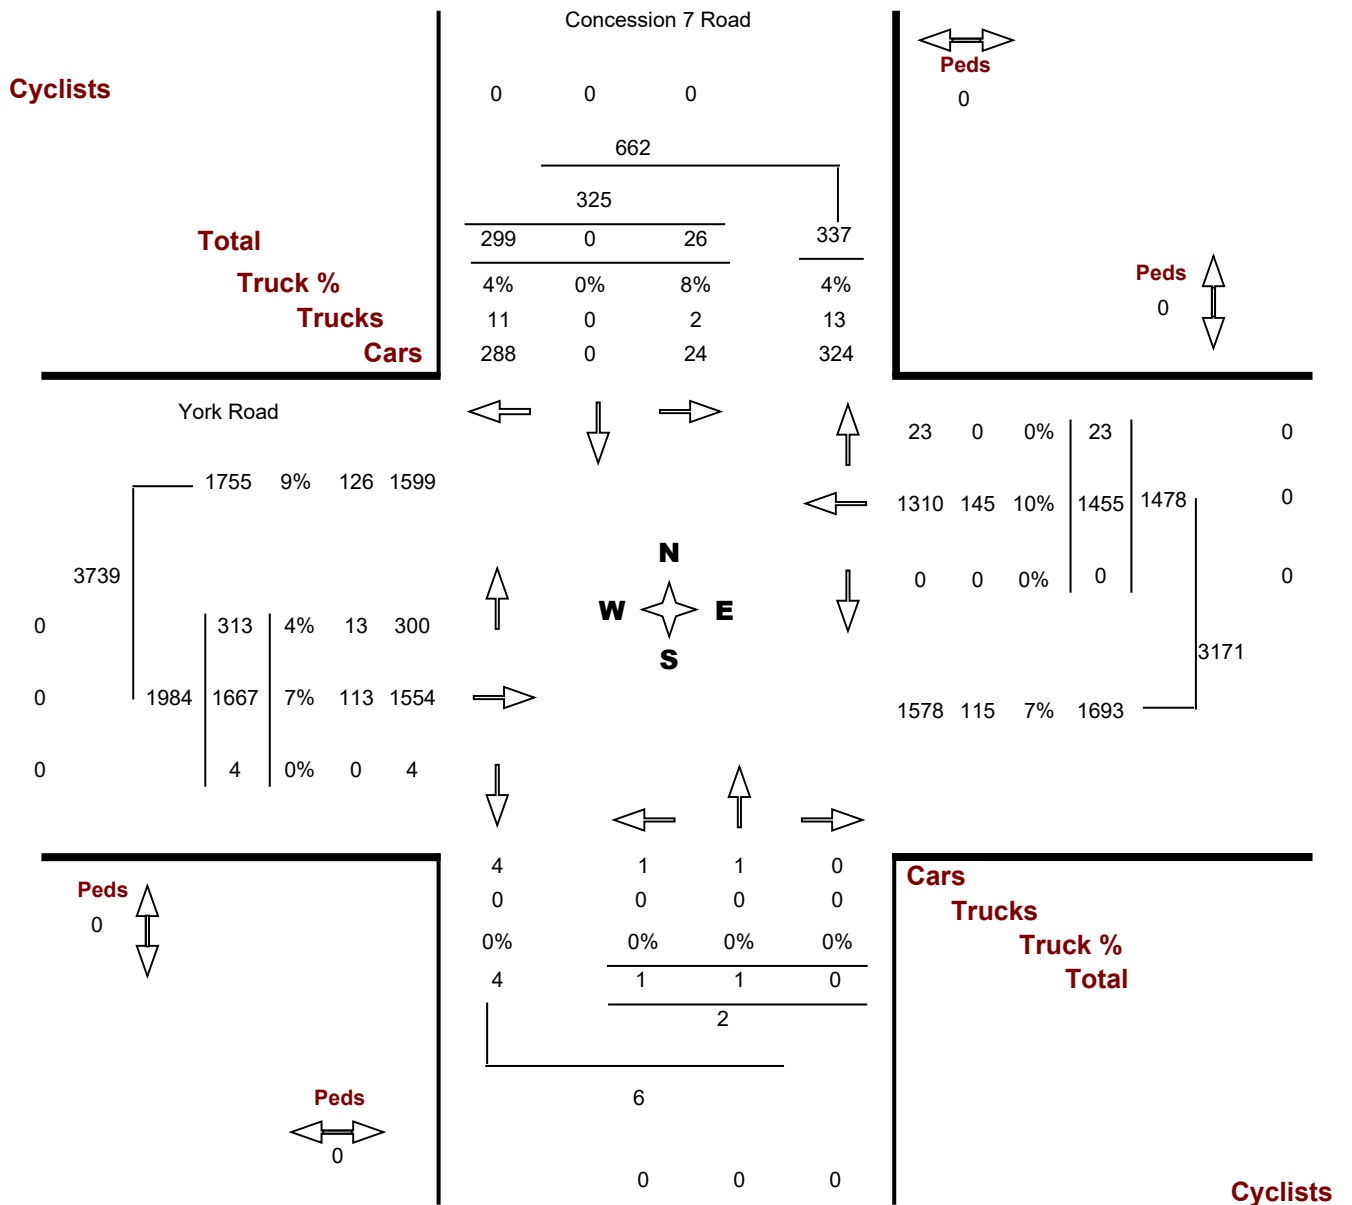 Concession 7 Road
Peds
0
Cyclists
0 0 0
662
325
Total
299 0 26 337
Truck %
4% 0% 8% 4%
Trucks
11 0 2 13
Cars
288 0 24 324
Peds
0
York Road
1755 9% 126 1599
3739
0 313 4% 13 300
0 1984 1667 7% 113 1554
0 4 0% 0 4
N
W E
S
23 0 0% 23 0
1310 145 10% 1455 1478 0
0 0 0% 0 0
3171
1578 115 7% 1693
Peds
0
4 1 1 0
Cars
0 0 0 0
Trucks
0% 0% 0% 0%
Truck %
4 1 1 0
Total
2
6
Peds
0
0 0 0
Cyclists